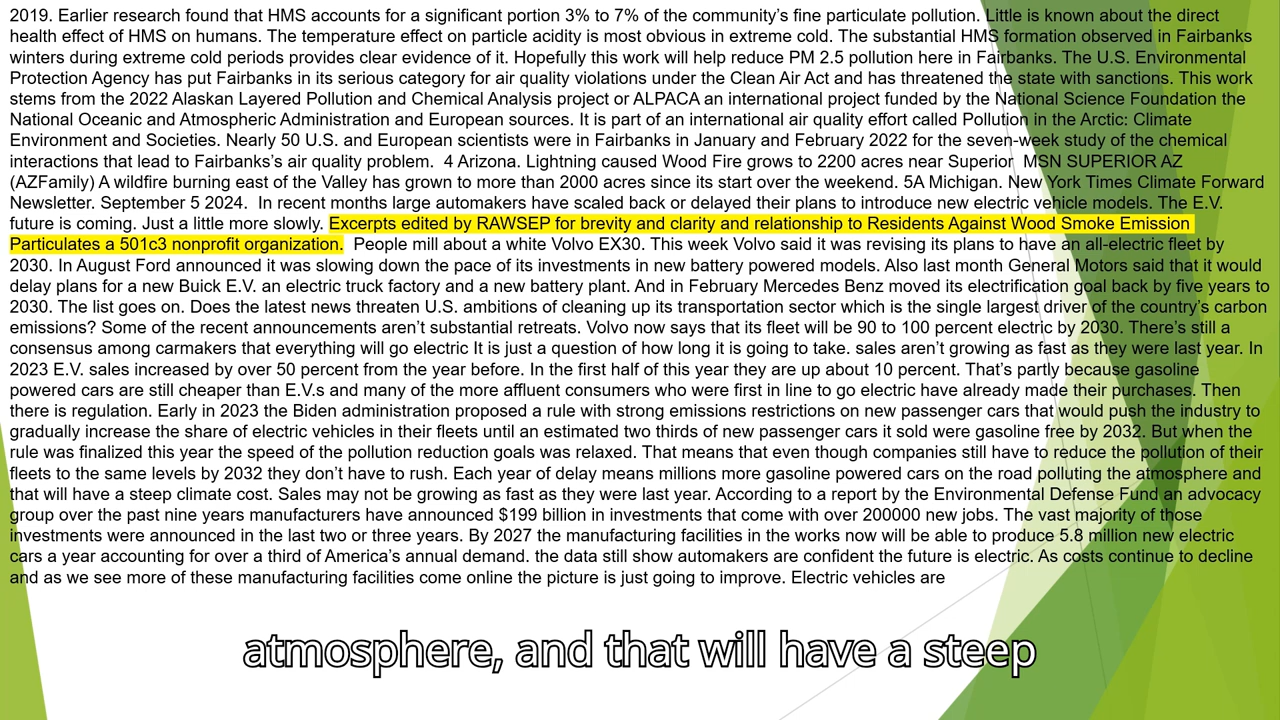 2019. Earlier research found that HMS accounts for a significant portion 3% to 7% of the community’s fine particulate pollution. Little is known about the direct
health effect of HMS on humans. The temperature effect on particle acidity is most obvious in extreme cold. The substantial HMS formation observed in Fairbanks
winters during extreme cold periods provides clear evidence of it. Hopefully this work will help reduce PM 2.5 pollution here in Fairbanks. The U.S. Environmental
Protection Agency has put Fairbanks in its serious category for air quality violations under the Clean Air Act and has threatened the state with sanctions. This work
stems from the 2022 Alaskan Layered Pollution and Chemical Analysis project or ALPACA an international project funded by the National Science Foundation the
National Oceanic and Atmospheric Administration and European sources. It is part of an international air quality effort called Pollution in the Arctic: Climate
Environment and Societies. Nearly 50 U.S. and European scientists were in Fairbanks in January and February 2022 for the seven-week study of the chemical
interactions that lead to Fairbanks’s air quality problem.  4 Arizona. Lightning caused Wood Fire grows to 2200 acres near Superior  MSN SUPERIOR AZ
(AZFamily) A wildfire burning east of the Valley has grown to more than 2000 acres since its start over the weekend. 5A Michigan. New York Times Climate Forward
Newsletter. September 5 2024.  In recent months large automakers have scaled back or delayed their plans to introduce new electric vehicle models. The E.V.
future is coming. Just a little more slowly. Excerpts edited by RAWSEP for brevity and clarity and relationship to Residents Against Wood Smoke Emission
Particulates a 501c3 nonprofit organization.  People mill about a white Volvo EX30. This week Volvo said it was revising its plans to have an all-electric fleet by
2030. In August Ford announced it was slowing down the pace of its investments in new battery powered models. Also last month General Motors said that it would
delay plans for a new Buick E.V. an electric truck factory and a new battery plant. And in February Mercedes Benz moved its electrification goal back by five years to
2030. The list goes on. Does the latest news threaten U.S. ambitions of cleaning up its transportation sector which is the single largest driver of the country’s carbon
emissions? Some of the recent announcements aren’t substantial retreats. Volvo now says that its fleet will be 90 to 100 percent electric by 2030. There’s still a
consensus among carmakers that everything will go electric It is just a question of how long it is going to take. sales aren’t growing as fast as they were last year. In
2023 E.V. sales increased by over 50 percent from the year before. In the first half of this year they are up about 10 percent. That’s partly because gasoline
powered cars are still cheaper than E.V.s and many of the more affluent consumers who were first in line to go electric have already made their purchases. Then
there is regulation. Early in 2023 the Biden administration proposed a rule with strong emissions restrictions on new passenger cars that would push the industry to
gradually increase the share of electric vehicles in their fleets until an estimated two thirds of new passenger cars it sold were gasoline free by 2032. But when the
rule was finalized this year the speed of the pollution reduction goals was relaxed. That means that even though companies still have to reduce the pollution of their
fleets to the same levels by 2032 they don’t have to rush. Each year of delay means millions more gasoline powered cars on the road polluting the atmosphere and
that will have a steep climate cost. Sales may not be growing as fast as they were last year. According to a report by the Environmental Defense Fund an advocacy
group over the past nine years manufacturers have announced $199 billion in investments that come with over 200000 new jobs. The vast majority of those
investments were announced in the last two or three years. By 2027 the manufacturing facilities in the works now will be able to produce 5.8 million new electric
cars a year accounting for over a third of America’s annual demand. the data still show automakers are confident the future is electric. As costs continue to decline
and as we see more of these manufacturing facilities come online the picture is just going to improve. Electric vehicles are
atmosphere, and that will have a steep